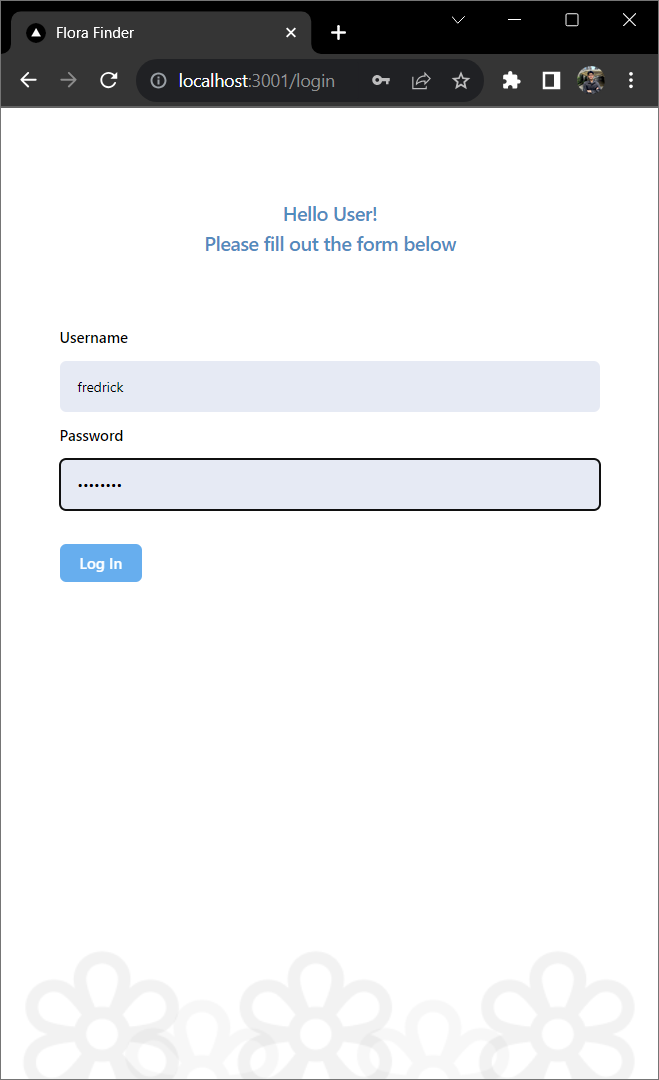 Flora Finder
localhost:3001/login
Hello User!
Please fill out the form below
Username
fredrick
Password
••••••••
Log In